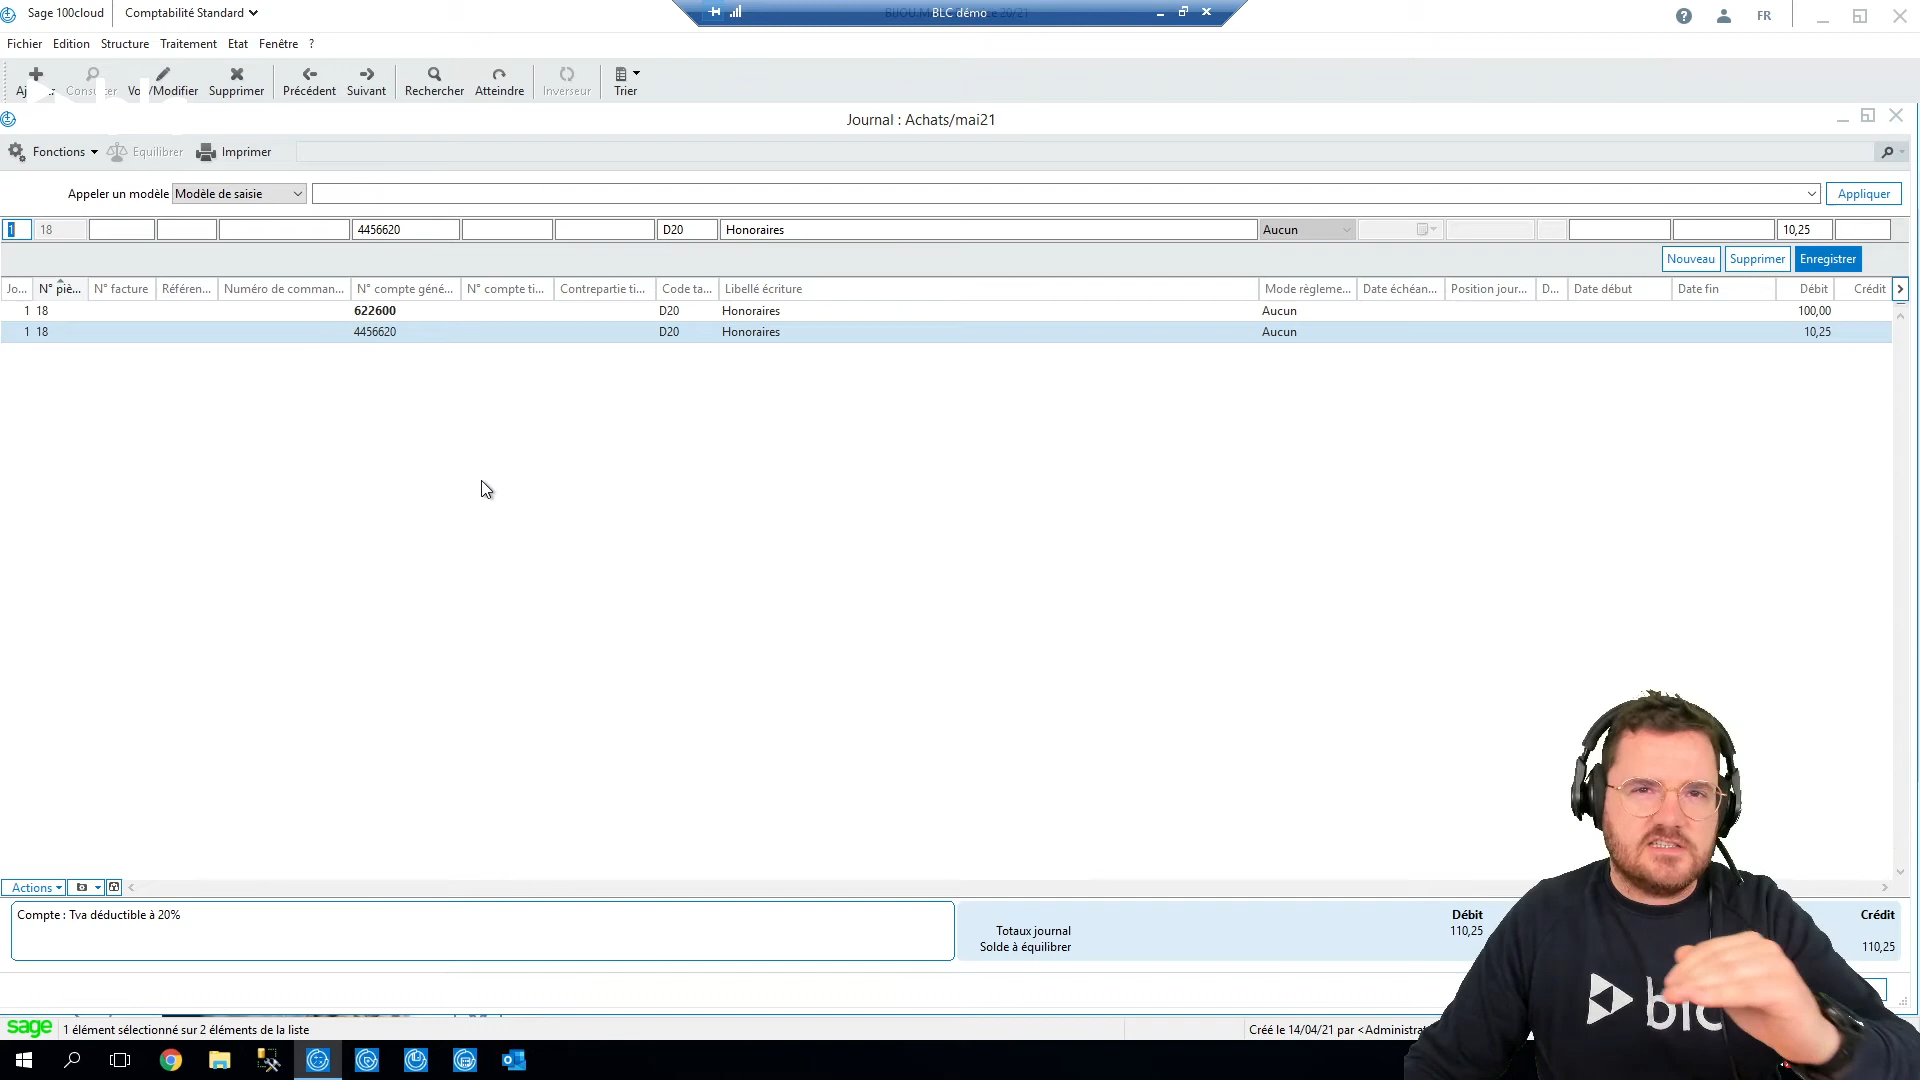 Sage 100cloud
Comptabilité Standard
BLC démo
FR
Fichier Edition Structure Traitement Etat Fenêtre ?
Consulter Voir/Modifier Supprimer Précédent Suivant Rechercher Atteindre Inverseur Trier
Journal : Achats/mai21
Fonctions Equilibrer Imprimer
Appeler un modèle Modèle de saisie Appliquer
1 18 4456620 D20 Honoraires Aucun 10,25
Nouveau Supprimer Enregistrer
Jo... N° piè... N° facture Référen... Numéro de comman... N° compte géné... N° compte ti... Contrepartie ti... Code ta... Libellé écriture Mode règleme... Date échéan... Position jour... D... Date début Date fin Débit Crédit
1 18 622600 D20 Honoraires Aucun 100,00
1 18 4456620 D20 Honoraires Aucun 10,25
Actions
Compte : Tva déductible à 20%
Débit Crédit
Totaux journal 110,25
Solde à équilibrer 110,25
sage
1 élément sélectionné sur 2 éléments de la liste
Créé le 14/04/21 par <Administrat
blc